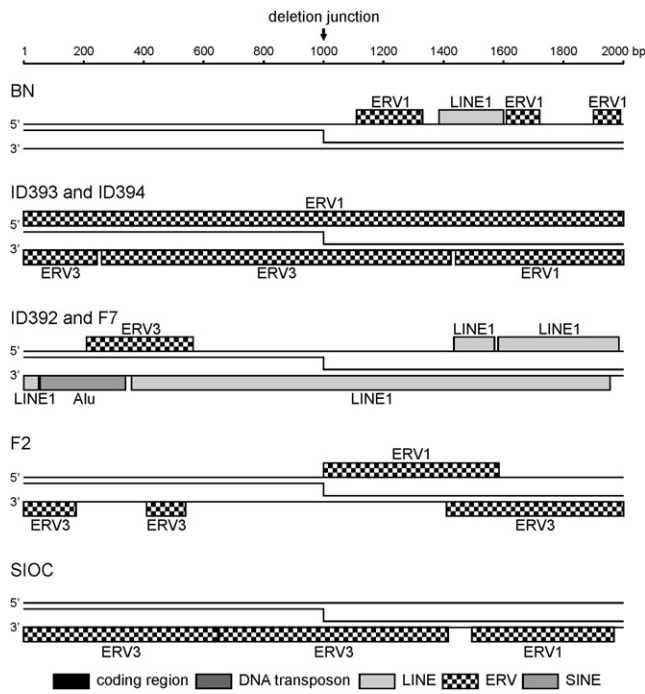 deletion junction
1 200 400 600 800 1000 1200 1400 1600 1800 2000 bp
BN
ERV1 LINE1 ERV1 ERV1
5'
3'
ID393 and ID394
ERV1
5'
3'
ERV3 ERV3 ERV1
ID392 and F7
ERV3 LINE1 LINE1
5'
3'
LINE1 Alu LINE1
F2
ERV1
5'
3'
ERV3 ERV3 ERV3
SIOC
5'
3'
ERV3 ERV3 ERV1
coding region DNA transposon LINE ERV SINE